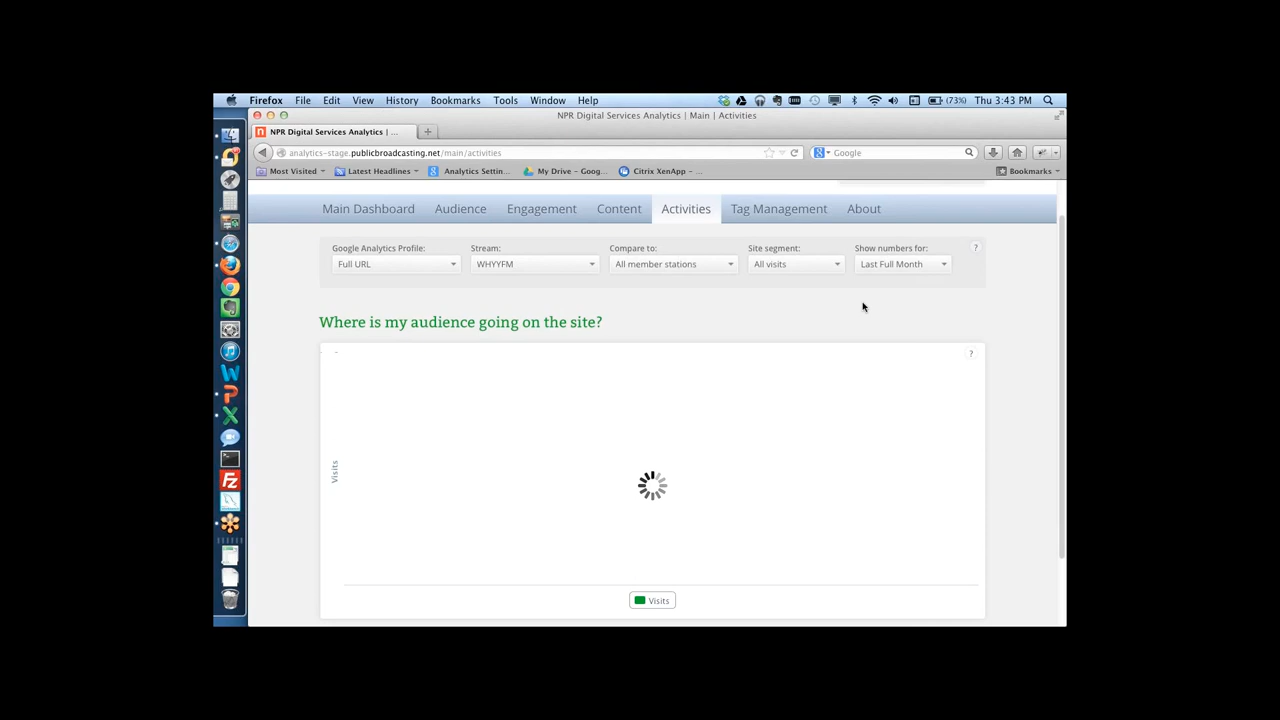 Firefox File Edit View History Bookmarks Tools Window Help (73%) Thu 3:43 PM
NPR Digital Services Analytics | Main | Activities
NPR Digital Services Analytics | ...
analytics-stage.publicbroadcasting.net/main/activities Google
Most Visited Latest Headlines Analytics Settin... My Drive - Goog... Citrix XenApp - ... Bookmarks
Main Dashboard Audience Engagement Content Activities Tag Management About
Google Analytics Profile: Stream: Compare to: Site segment: Show numbers for: ?
Full URL WHYYFM All member stations All visits Last Full Month
Where is my audience going on the site?
?
Visits
Visits